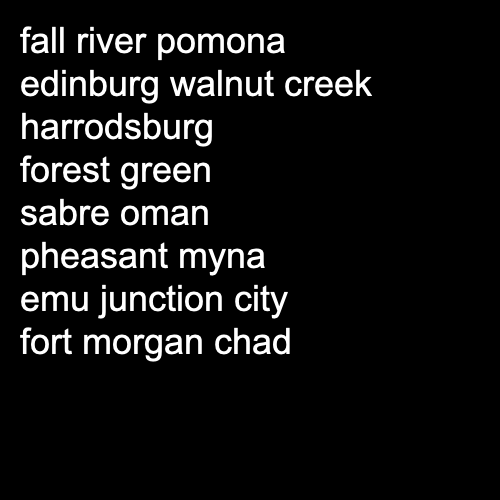 fall river pomona
edinburg walnut creek
harrodsburg
forest green
sabre oman
pheasant myna
emu junction city
fort morgan chad